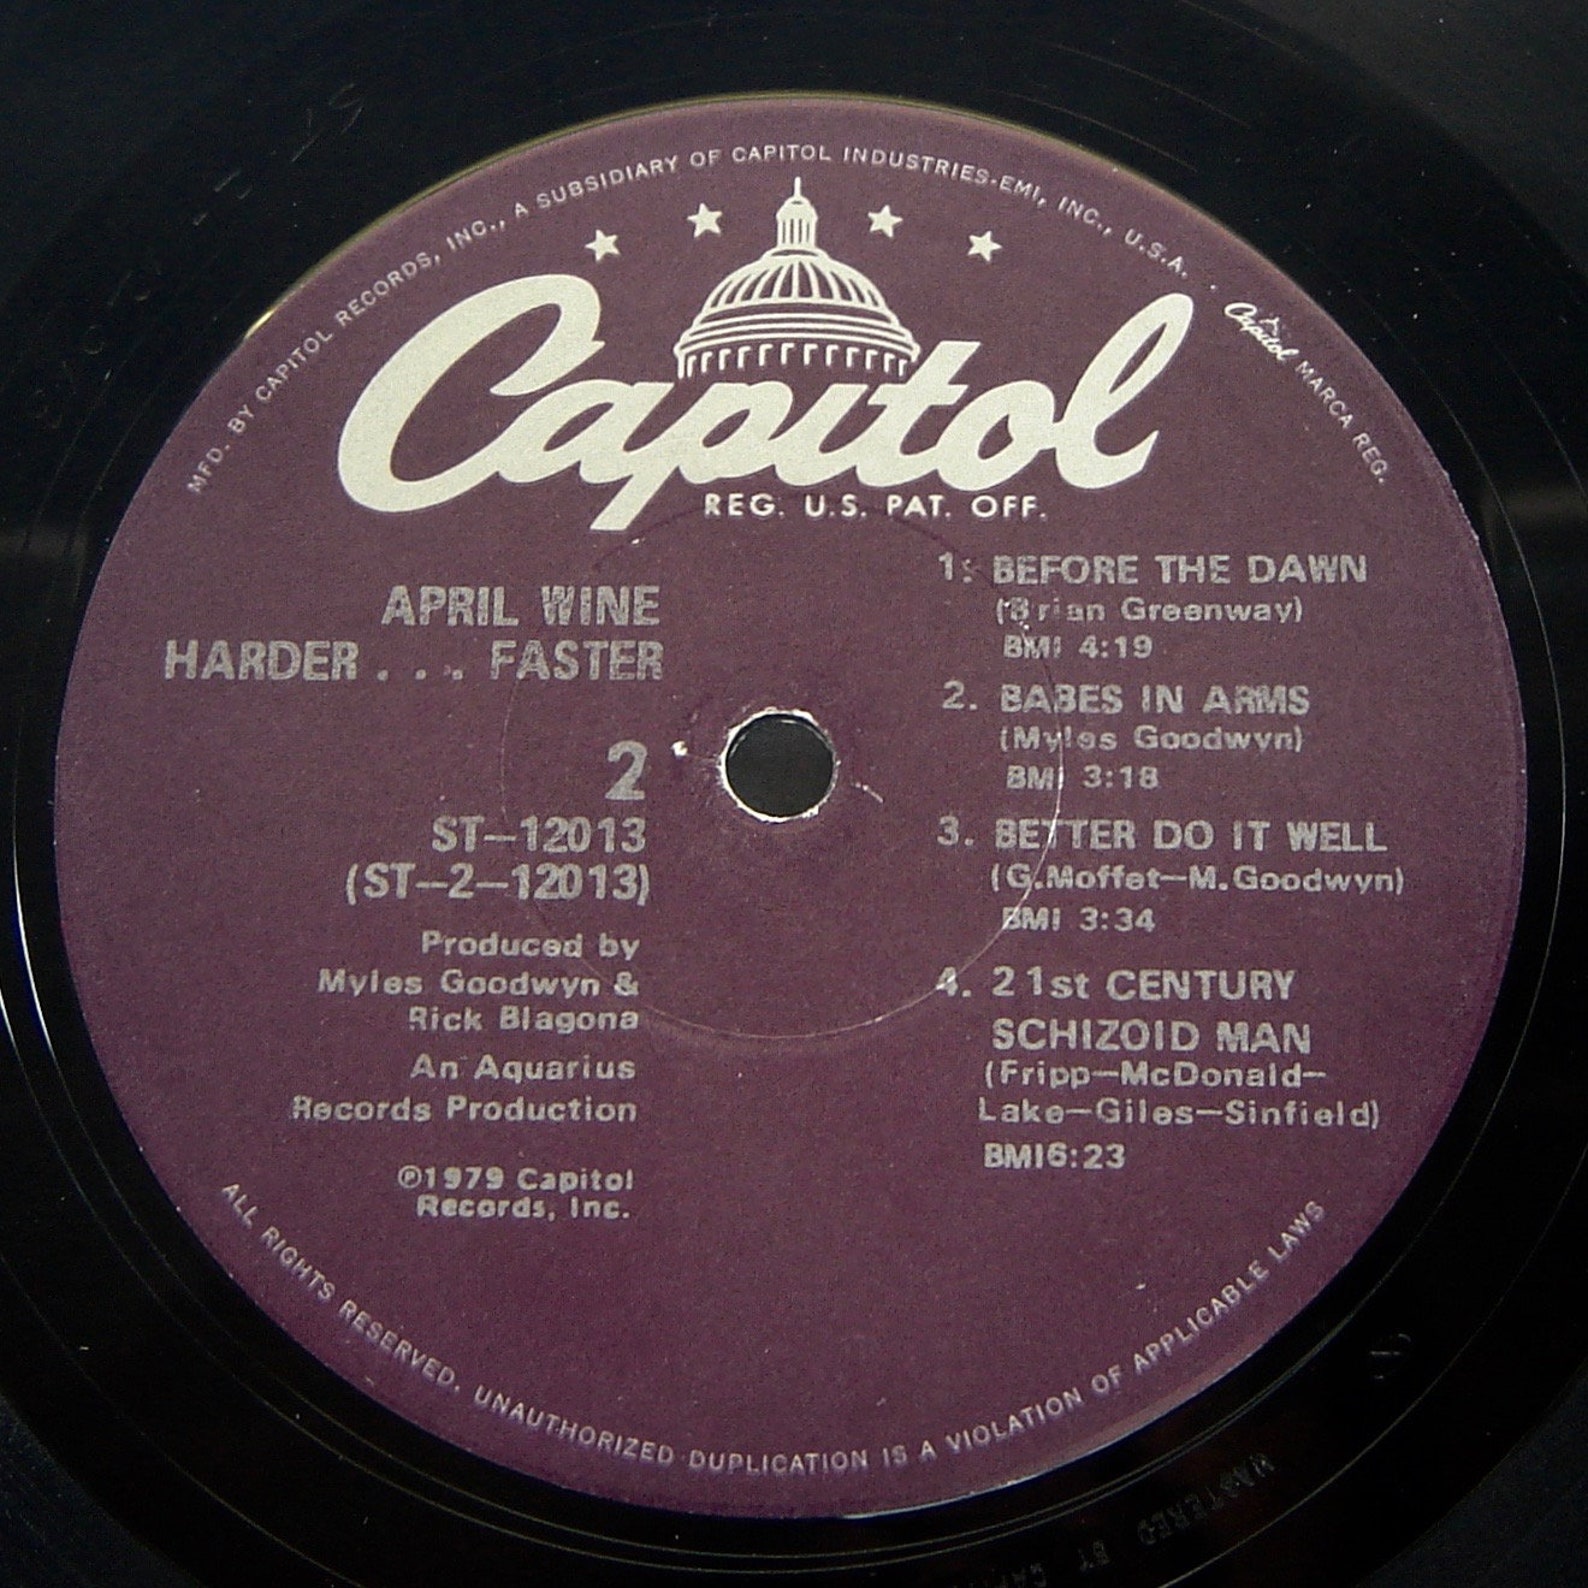 MFD. BY CAPITOL RECORDS, INC., A SUBSIDIARY OF CAPITOL INDUSTRIES-EMI, INC., U.S.A. Capitol MARCA REG.
Capitol
REG. U.S. PAT. OFF.
APRIL WINE
HARDER . . . FASTER
2
ST-12013
(ST-2-12013)
Produced by
Myles Goodwyn &
Rick Blagona
An Aquarius
Records Production
℗1979 Capitol
Records, Inc.
1. BEFORE THE DAWN
(Brian Greenway)
BMI 4:19
2. BABES IN ARMS
(Myles Goodwyn)
BMI 3:18
3. BETTER DO IT WELL
(G.Moffet-M.Goodwyn)
BMI 3:34
4. 21st CENTURY
SCHIZOID MAN
(Fripp-McDonald-
Lake-Giles-Sinfield)
BMI6:23
ALL RIGHTS RESERVED. UNAUTHORIZED DUPLICATION IS A VIOLATION OF APPLICABLE LAWS
MASTERED BY